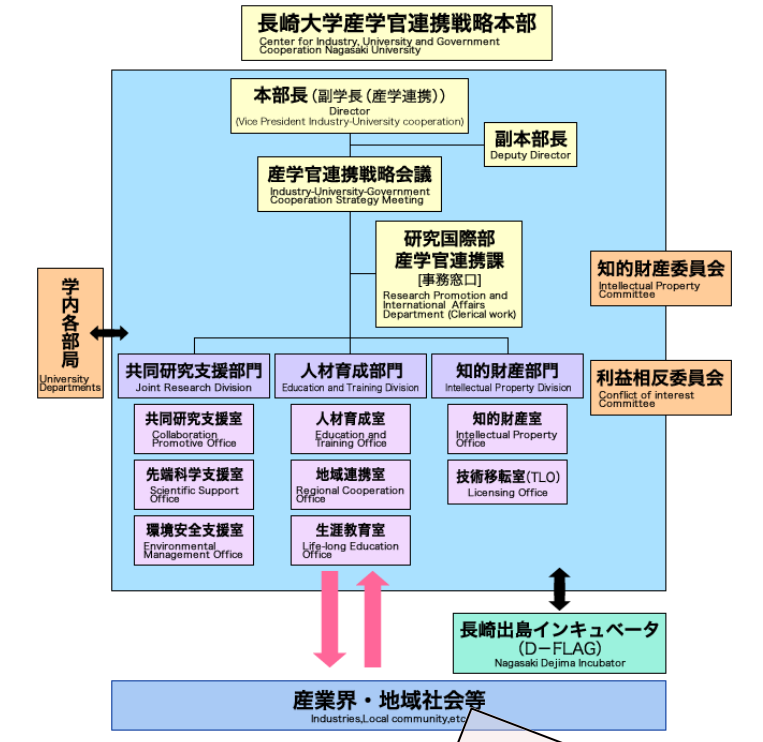 長崎大学産学官連携戦略本部
Center for Industry, University and Government
Cooperation Nagasaki University
本部長（副学長（産学連携））
Director
(Vice President Industry-University cooperation)
副本部長
Deputy Director
産学官連携戦略会議
Industry-University-Government
Cooperation Strategy Meeting
研究国際部
産学官連携課
[事務窓口]
Research Promotion and
International Affairs
Department (Clerical work)
知的財産委員会
Intellectual Property
Committee
学内各部局
University
Departments
利益相反委員会
Conflict of interest
Committee
共同研究支援部門
Joint Research Division
人材育成部門
Education and Training Division
知的財産部門
Intellectual Property Division
共同研究支援室
Collaboration
Promotive Office
人材育成室
Education and
Training Office
知的財産室
Intellectual Property
Office
先端科学支援室
Scientific Support
Office
地域連携室
Regional Cooperation
Office
技術移転室(TLO)
Licensing Office
環境安全支援室
Environmental
Management Office
生涯教育室
Life-long Education
Office
長崎出島インキュベータ
（D−FLAG）
Nagasaki Dejima Incubator
産業界・地域社会等
Industries,Local community,etc